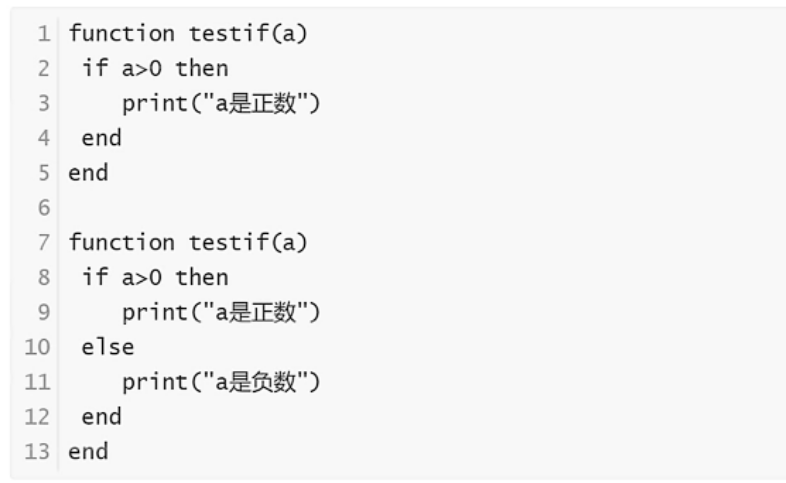 1 function testif(a)
2 if a>0 then
3 print("a是正数")
4 end
5 end
6
7 function testif(a)
8 if a>0 then
9 print("a是正数")
10 else
11 print("a是负数")
12 end
13 end